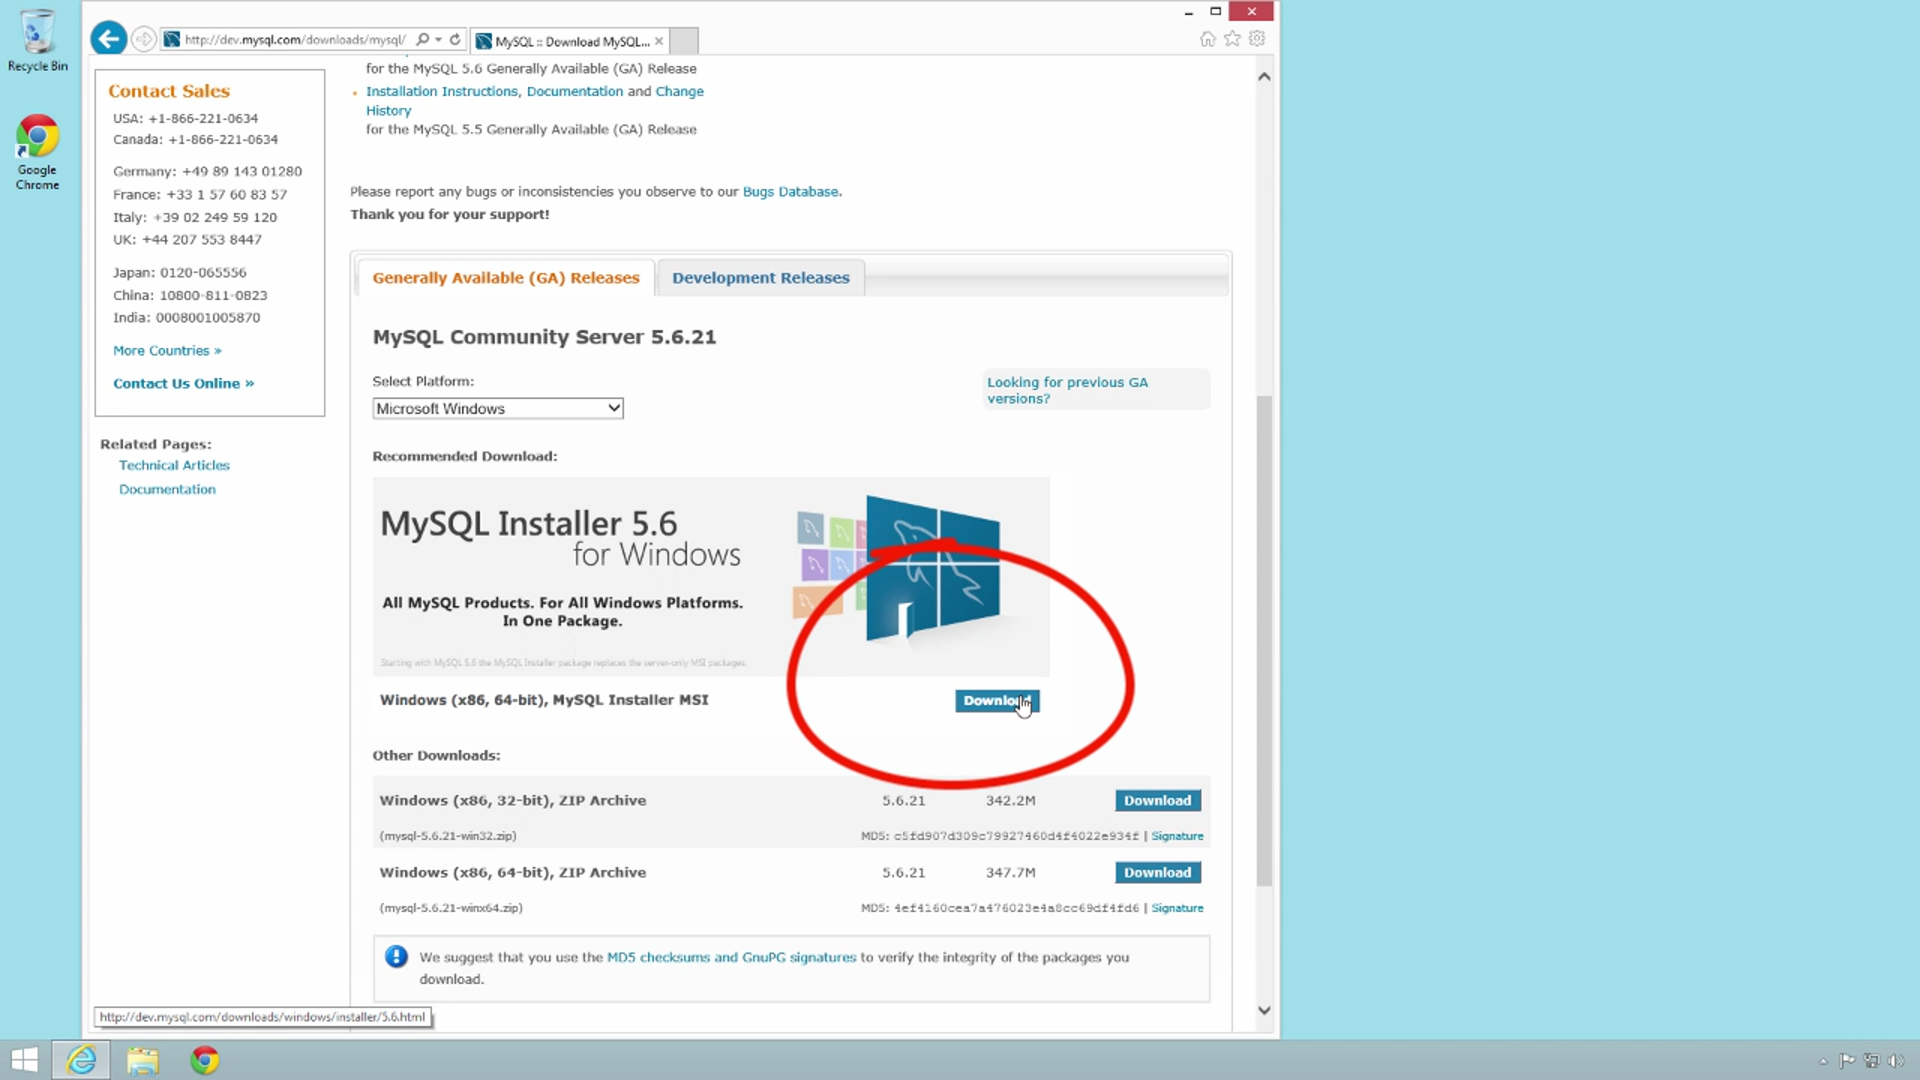 Recycle Bin
Google
Chrome
http://dev.mysql.com/downloads/mysql/
MySQL :: Download MySQL...
Contact Sales
USA: +1-866-221-0634
Canada: +1-866-221-0634
Germany: +49 89 143 01280
France: +33 1 57 60 83 57
Italy: +39 02 249 59 120
UK: +44 207 553 8447
Japan: 0120-065556
China: 10800-811-0823
India: 0008001005870
More Countries »
Contact Us Online »
Related Pages:
Technical Articles
Documentation
for the MySQL 5.6 Generally Available (GA) Release
Installation Instructions, Documentation and Change
History
for the MySQL 5.5 Generally Available (GA) Release
Please report any bugs or inconsistencies you observe to our Bugs Database.
Thank you for your support!
Generally Available (GA) Releases
Development Releases
MySQL Community Server 5.6.21
Select Platform:
Microsoft Windows
Looking for previous GA
versions?
Recommended Download:
MySQL Installer 5.6
for Windows
All MySQL Products. For All Windows Platforms.
In One Package.
Starting with MySQL 5.6 the MySQL Installer package replaces the server-only MSI packages.
Windows (x86, 64-bit), MySQL Installer MSI
Download
Other Downloads:
Windows (x86, 32-bit), ZIP Archive 5.6.21 342.2M Download
(mysql-5.6.21-win32.zip) MD5: c5fd907d309c79927460d4f4022e934f | Signature
Windows (x86, 64-bit), ZIP Archive 5.6.21 347.7M Download
(mysql-5.6.21-winx64.zip) MD5: 4ef4160cea7a476023e4a8cc69df4fd6 | Signature
We suggest that you use the MD5 checksums and GnuPG signatures to verify the integrity of the packages you
download.
http://dev.mysql.com/downloads/windows/installer/5.6.html